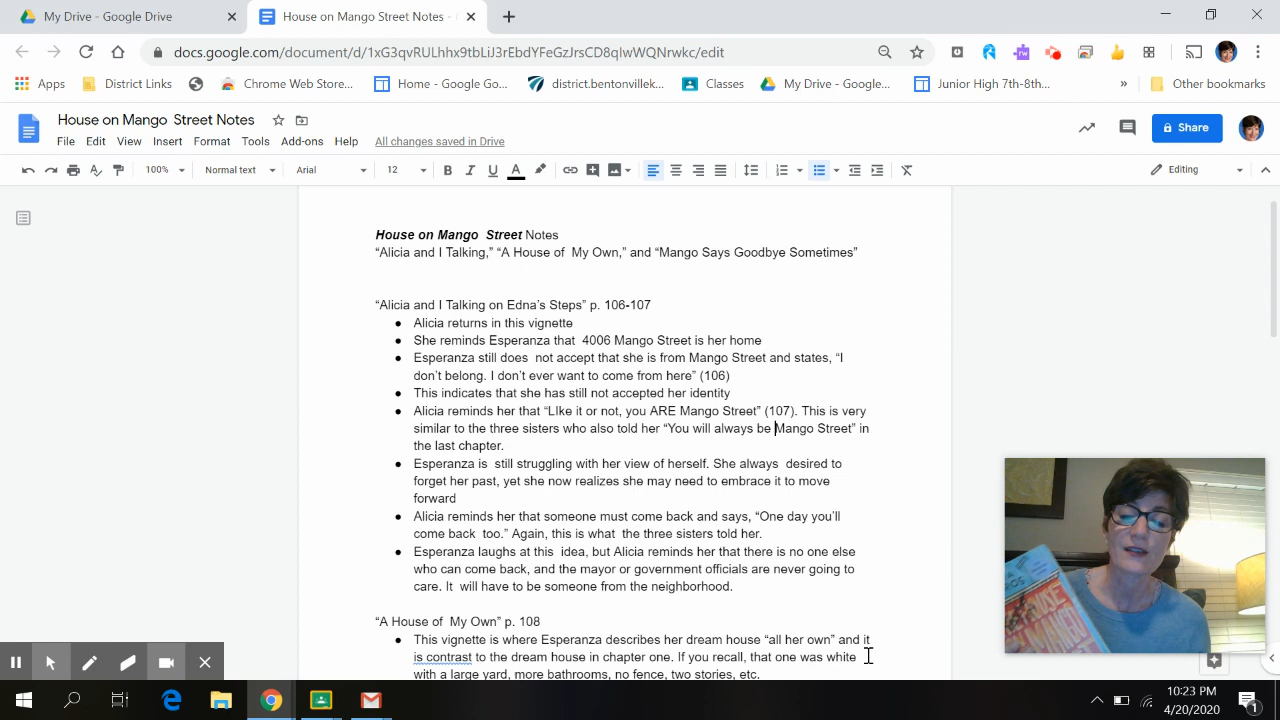 My Drive - Google Drive
House on Mango Street Notes -
docs.google.com/document/d/1xG3qvRULhhx9tbLiJ3rEbdYFeGzJrsCD8qlwWQNrwkc/edit
Apps
District Links
Chrome Web Store...
Home - Google Go...
district.bentonvillek...
Classes
My Drive - Google...
Junior High 7th-8th...
»
Other bookmarks
House on Mango  Street Notes
File Edit View Insert Format Tools Add-ons Help All changes saved in Drive
Share
100% Normal text Arial 12 B I U A Editing
House on Mango  Street Notes
“Alicia and I Talking,” “A House of  My Own,” and “Mango Says Goodbye Sometimes”
“Alicia and I Talking on Edna’s Steps” p. 106-107
● Alicia returns in this vignette
● She reminds Esperanza that  4006 Mango Street is her home
● Esperanza still does  not accept that she is from Mango Street and states, “I
don’t belong. I don’t ever want to come from here” (106)
● This indicates that she has still not accepted her identity
● Alicia reminds her that “LIke it or not, you ARE Mango Street” (107). This is very
similar to the three sisters who also told her “You will always be Mango Street” in
the last chapter.
● Esperanza is  still struggling with her view of herself. She always  desired to
forget her past, yet she now realizes she may need to embrace it to move
forward
● Alicia reminds her that someone must come back and says, “One day you’ll
come back  too.” Again, this is what  the three sisters told her.
● Esperanza laughs at this  idea, but Alicia reminds her that there is no one else
who can come back, and the mayor or government officials are never going to
care. It  will have to be someone from the neighborhood.
“A House of  My Own” p. 108
● This vignette is where Esperanza describes her dream house “all her own” and it
is contrast to the dream house in chapter one. If you recall, that one was white
with a large yard, more bathrooms, no fence, two stories, etc.
10:23 PM
4/20/2020
1